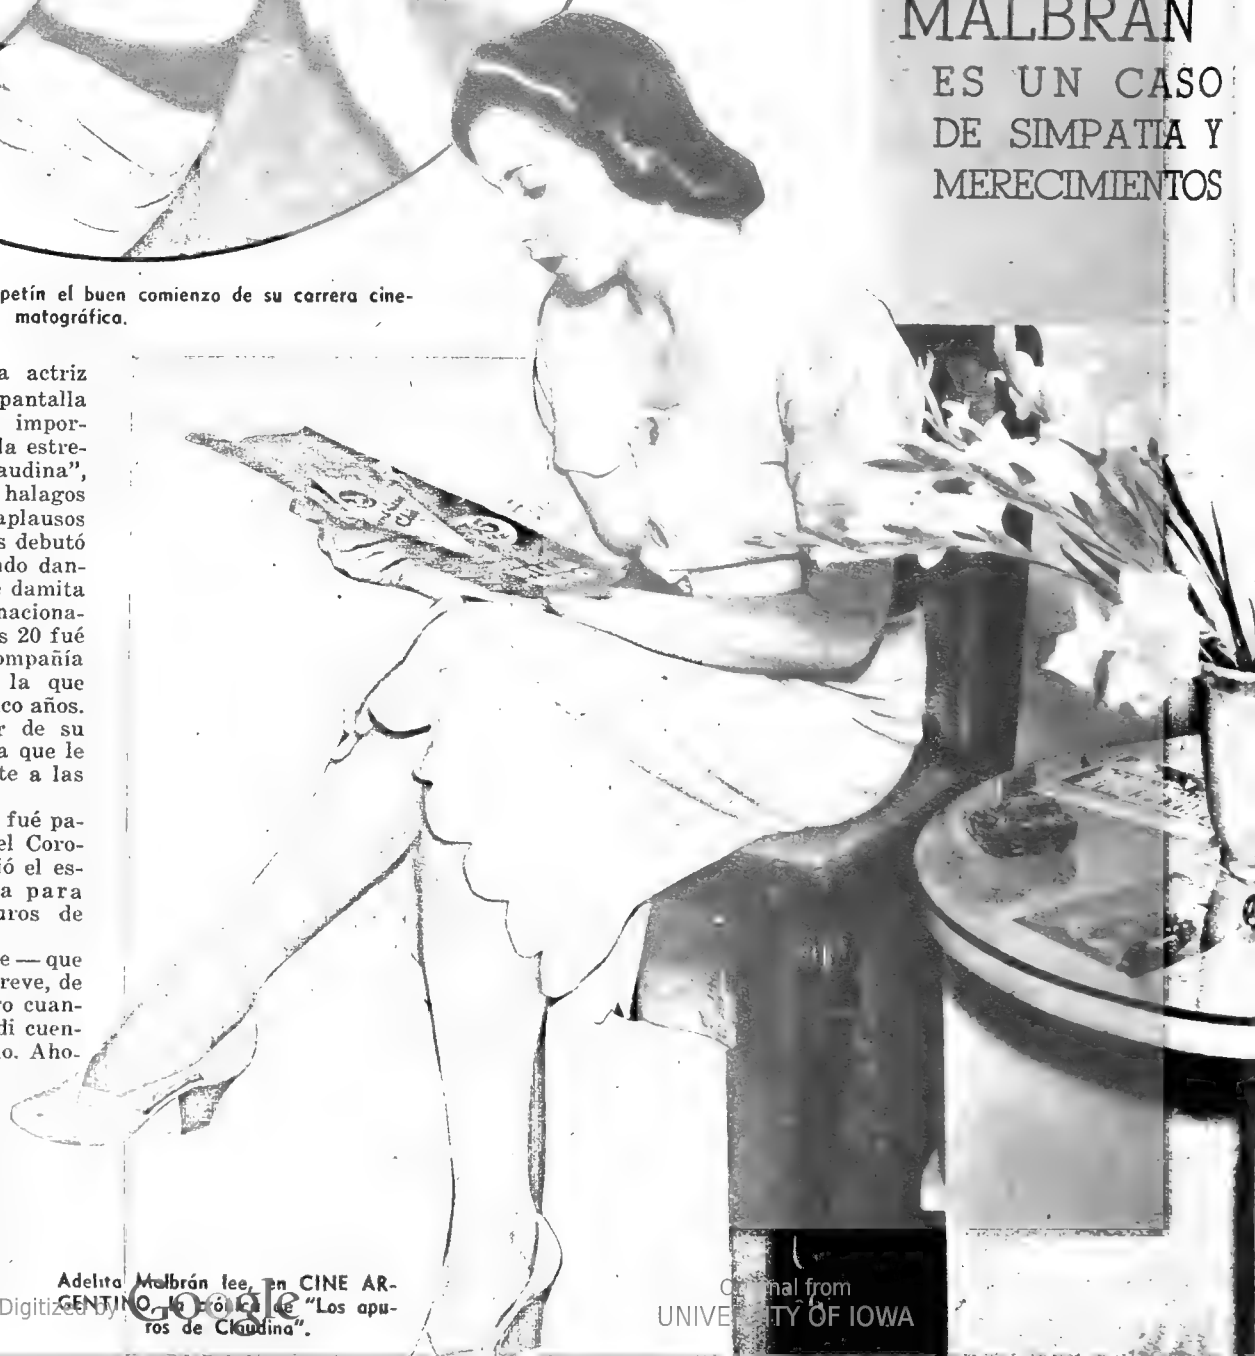 MALBRAN
ES UN CASO
DE SIMPATIA Y
MERECIMIENTOS
petín el buen comienzo de su carrera cine-
matográfica.
a actriz
pantalla
impor-
la estre-
audina”,
halagos
aplausos
s debutó
ndo dan-
damita
naciona-
s 20 fué
ompañía
la que
co años.
r de su
a que le
te a las
fué pa-
el Coro-
ió el es-
a para
uros de
e — que
reve, de
ro cuan-
di cuen-
o. Aho-
Adelita Malbrán lee, en CINE AR-
GENTINO, la crónica de “Los apu-
ros de Claudina”.
Digitized by Google
Original from
UNIVERSITY OF IOWA